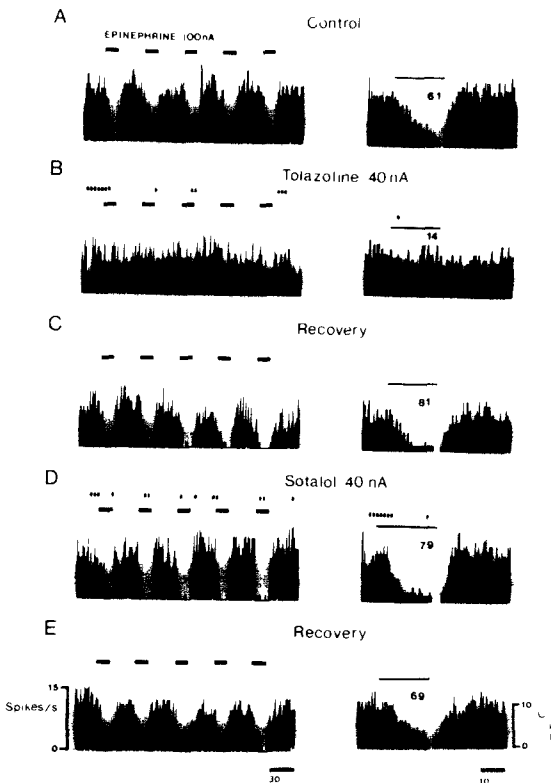 A
Control
EPINEPHRINE 100nA
61
B
Tolazoline 40 nA
14
C
Recovery
81
D
Sotalol 40 nA
79
E
Recovery
15
Spikes/s
0
69
10
0
30
10